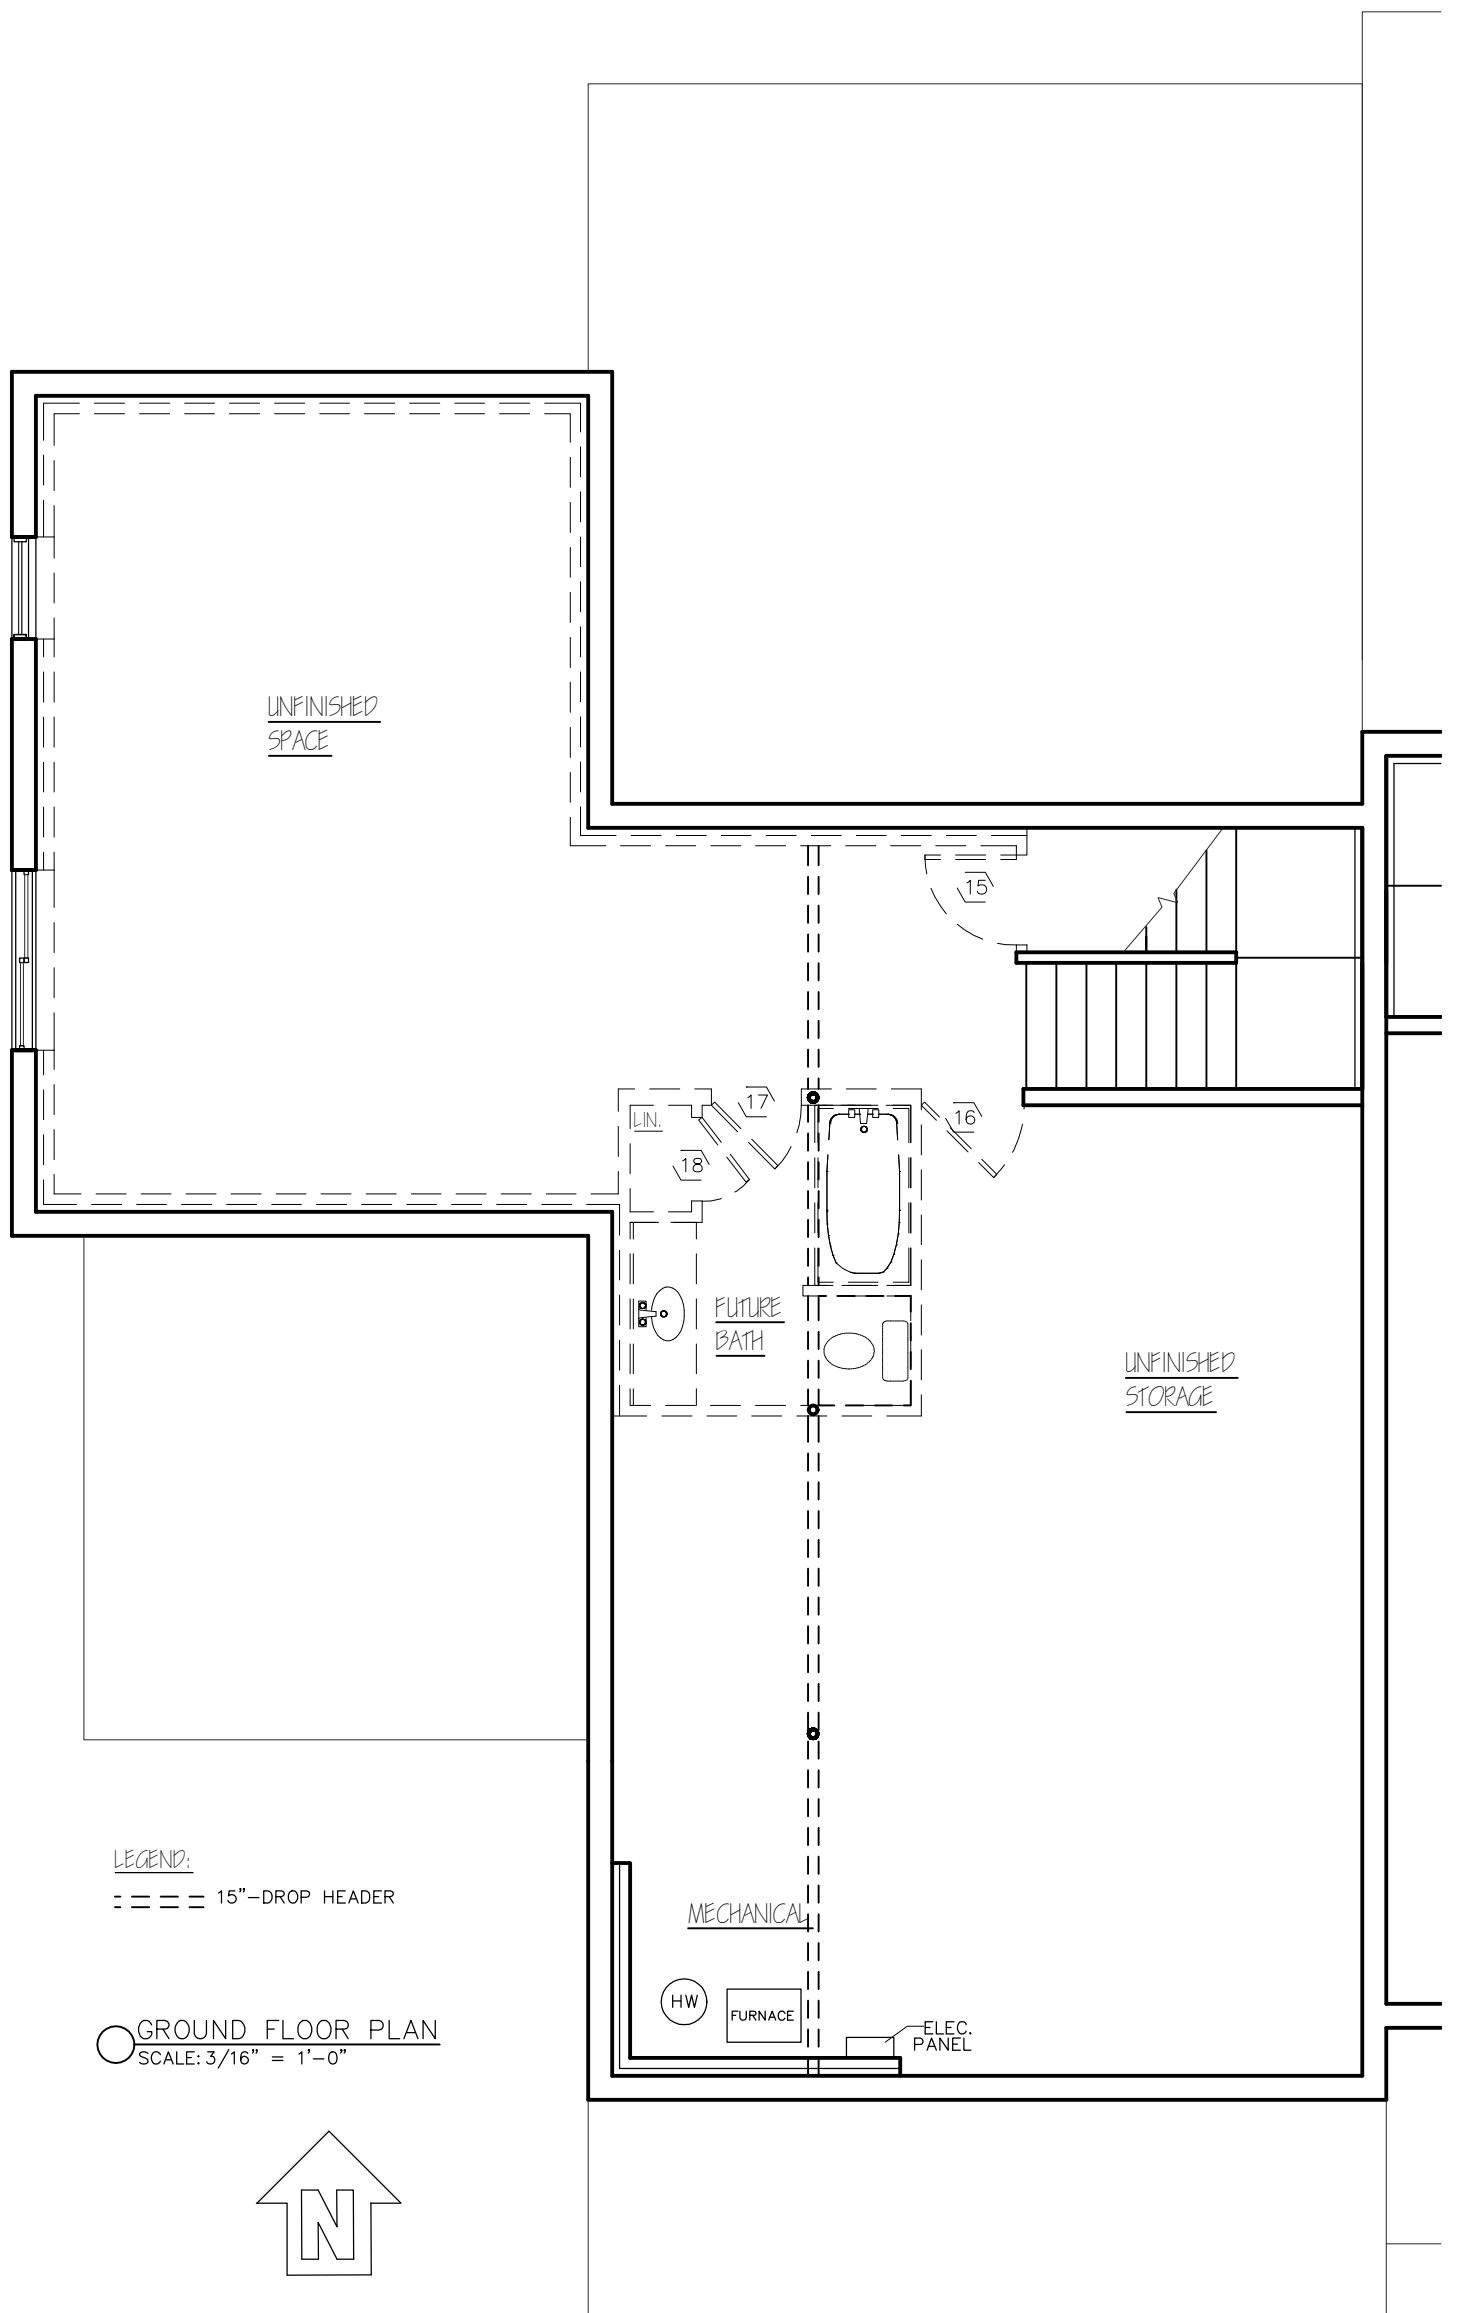 UNFINISHED
SPACE
15
17
16
LIN.
18
FUTURE
BATH
UNFINISHED
STORAGE
LEGEND:
15"-DROP HEADER
MECHANICAL
HW
FURNACE
ELEC.
PANEL
GROUND FLOOR PLAN
SCALE: 3/16" = 1'-0"
N